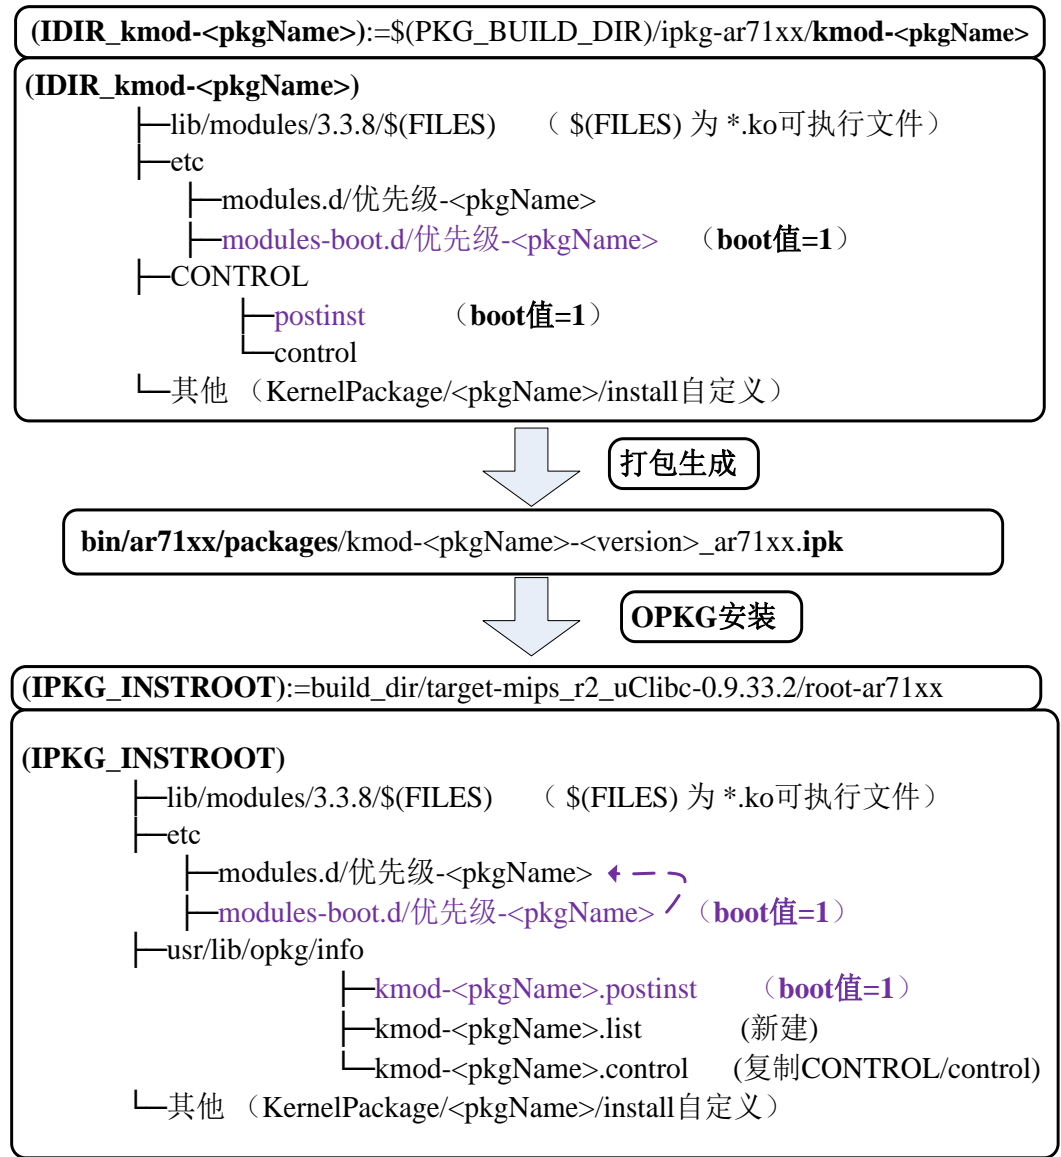 (IDIR_kmod-<pkgName>):=$(PKG_BUILD_DIR)/ipkg-ar71xx/kmod-<pkgName>
(IDIR_kmod-<pkgName>)
├─lib/modules/3.3.8/$(FILES) （ $(FILES) 为 *.ko可执行文件）
├─etc
├─modules.d/优先级-<pkgName>
├─modules-boot.d/优先级-<pkgName> （boot值=1）
├─CONTROL
├─postinst （boot值=1）
└─control
└─其他 （KernelPackage/<pkgName>/install自定义）
打包生成
bin/ar71xx/packages/kmod-<pkgName>-<version>_ar71xx.ipk
OPKG安装
(IPKG_INSTROOT):=build_dir/target-mips_r2_uClibc-0.9.33.2/root-ar71xx
(IPKG_INSTROOT)
├─lib/modules/3.3.8/$(FILES) （ $(FILES) 为 *.ko可执行文件）
├─etc
├─modules.d/优先级-<pkgName>
├─modules-boot.d/优先级-<pkgName> （boot值=1）
├─usr/lib/opkg/info
├─kmod-<pkgName>.postinst （boot值=1）
├─kmod-<pkgName>.list (新建)
└─kmod-<pkgName>.control (复制CONTROL/control)
└─其他 （KernelPackage/<pkgName>/install自定义）